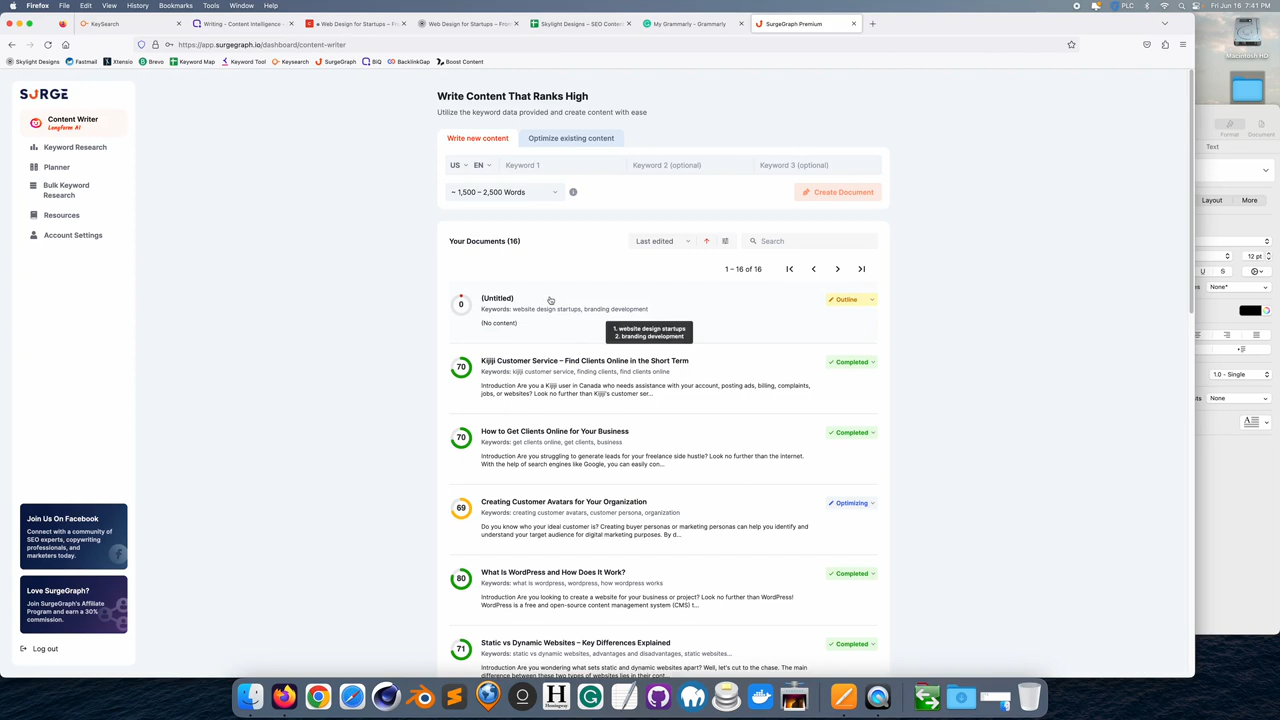 Firefox File Edit View History Bookmarks Tools Window Help
PLC Fri Jun 16 7:41 PM
KeySearch
Writing - Content Intelligence -
Web Design for Startups – Fro
Web Design for Startups – Fro
Skylight Designs – SEO Conten
My Grammarly - Grammarly
SurgeGraph Premium
https://app.surgegraph.io/dashboard/content-writer
Skylight Designs Fastmail Xtensio Brevo Keyword Map Keyword Tool Keysearch SurgeGraph BIQ BacklinkGap Boost Content
Macintosh HD
Format Document
Text
Layout More
12 pt
U S
None*
1.0 - Single
None
SURGE
Content Writer
Longform AI
Keyword Research
Planner
Bulk Keyword
Research
Resources
Account Settings
Join Us On Facebook
Connect with a community of
SEO experts, copywriting
professionals, and
marketers today.
Love SurgeGraph?
Join SurgeGraph's Affiliate
Program and earn a 30%
commission.
Log out
Write Content That Ranks High
Utilize the keyword data provided and create content with ease
Write new content Optimize existing content
US EN Keyword 1 Keyword 2 (optional) Keyword 3 (optional)
~ 1,500 – 2,500 Words Create Document
Your Documents (16) Last edited Search
1 – 16 of 16
0
(Untitled)
Outline
Keywords: website design startups, branding development
(No content)
1. website design startups
2. branding development
70
Kijiji Customer Service – Find Clients Online in the Short Term
Completed
Keywords: kijiji customer service, finding clients, find clients online
Introduction Are you a Kijiji user in Canada who needs assistance with your account, posting ads, billing, complaints,
jobs, or websites? Look no further than Kijiji's customer ser...
70
How to Get Clients Online for Your Business
Completed
Keywords: get clients online, get clients, business
Introduction Are you struggling to generate leads for your freelance side hustle? Look no further than the internet.
With the help of search engines like Google, you can easily con...
69
Creating Customer Avatars for Your Organization
Optimizing
Keywords: creating customer avatars, customer persona, organization
Do you know who your ideal customer is? Creating buyer personas or marketing personas can help you identify and
understand your target audience for digital marketing purposes. By d...
80
What Is WordPress and How Does It Work?
Completed
Keywords: what is wordpress, wordpress, how wordpress works
Introduction Are you looking to create a website for your business or project? Look no further than WordPress!
WordPress is a free and open-source content management system (CMS) t...
71
Static vs Dynamic Websites – Key Differences Explained
Completed
Keywords: static vs dynamic websites, advantages and disadvantages, static websites...
Introduction Are you wondering what sets static and dynamic websites apart? Well, let's cut to the chase. The main